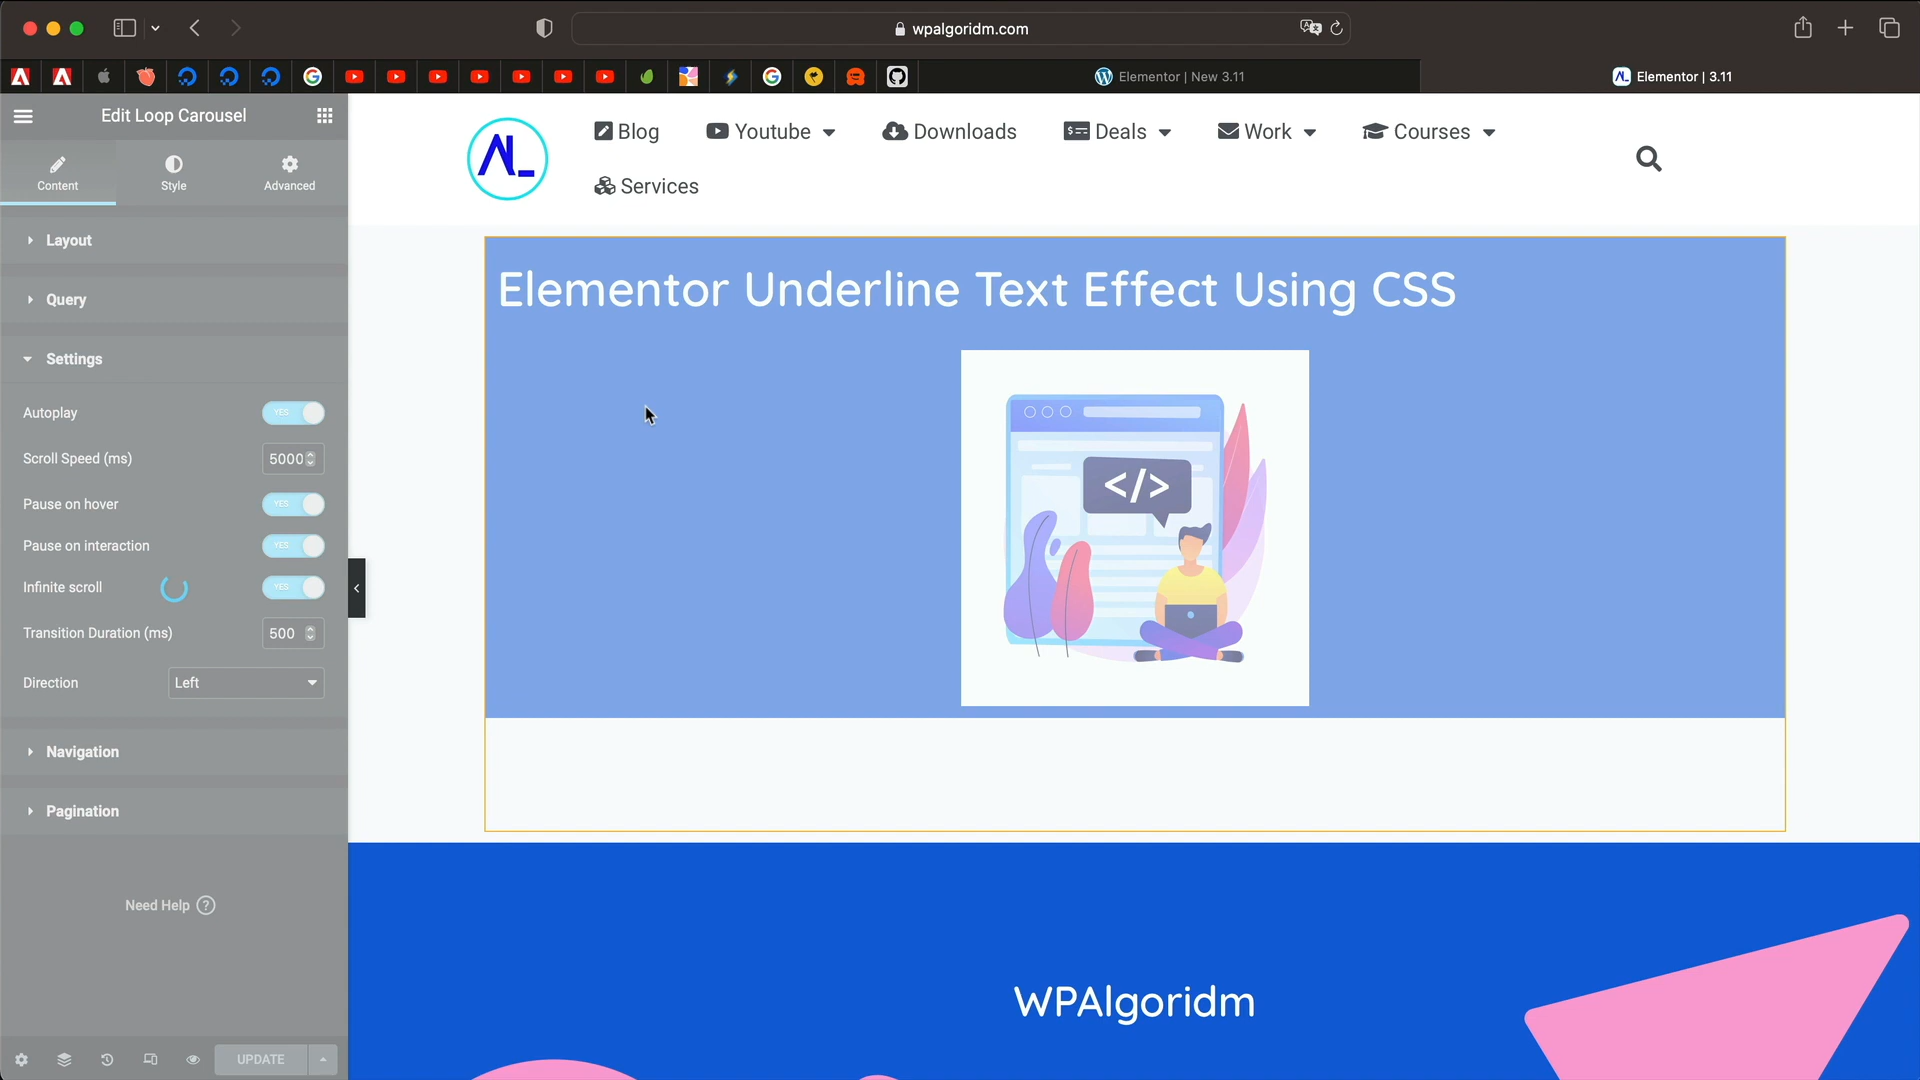 wpalgoridm.com
Elementor | New 3.11
Elementor | 3.11
Edit Loop Carousel
Content
Style
Advanced
Layout
Query
Settings
Autoplay
YES
Scroll Speed (ms)
5000
Pause on hover
YES
Pause on interaction
YES
Infinite scroll
YES
Transition Duration (ms)
500
Direction
Left
Navigation
Pagination
Need Help ?
UPDATE
AL_
Blog
Youtube
Downloads
Deals
Work
Courses
Services
Elementor Underline Text Effect Using CSS
</>
WPAlgoridm